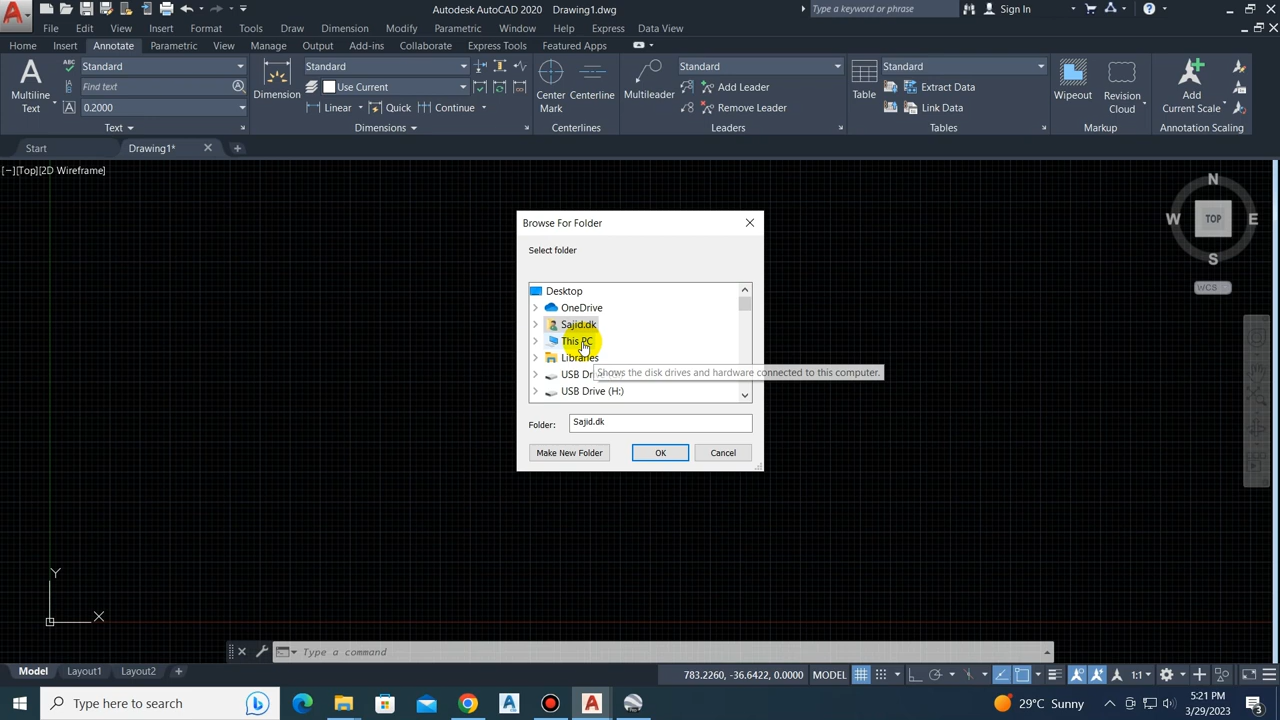 Autodesk AutoCAD 2020 Drawing1.dwg
Type a keyword or phrase
Sign In
File Edit View Insert Format Tools Draw Dimension Modify Parametric Window Help Express Data View
Home Insert Annotate Parametric View Manage Output Add-ins Collaborate Express Tools Featured Apps
Multiline Text
Standard
Find text
0.2000
Text
Dimension
Standard
Use Current
Linear Quick Continue
Dimensions
Center Mark
Centerline
Centerlines
Multileader
Standard
Add Leader
Remove Leader
Leaders
Table
Standard
Extract Data
Link Data
Tables
Wipeout
Revision Cloud
Markup
Add Current Scale
Annotation Scaling
Start Drawing1*
[−][Top][2D Wireframe]
N
W TOP E
S
WCS
Browse For Folder
Select folder
Desktop
OneDrive
Sajid.dk
This PC
Libraries
USB Dri
Shows the disk drives and hardware connected to this computer.
USB Drive (H:)
Folder: Sajid.dk
Make New Folder OK Cancel
Y
X
Type a command
Model Layout1 Layout2
783.2260, -36.6422, 0.0000 MODEL 1:1
Type here to search
29°C Sunny
5:21 PM
3/29/2023
3